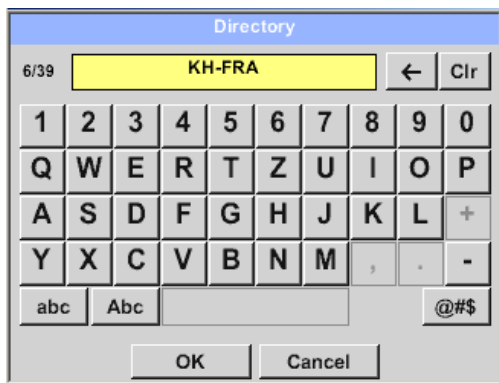 Directory
6/39 KH-FRA ← Clr
1 2 3 4 5 6 7 8 9 0
Q W E R T Z U I O P
A S D F G H J K L +
Y X C V B N M , . -
abc Abc @#$
OK Cancel